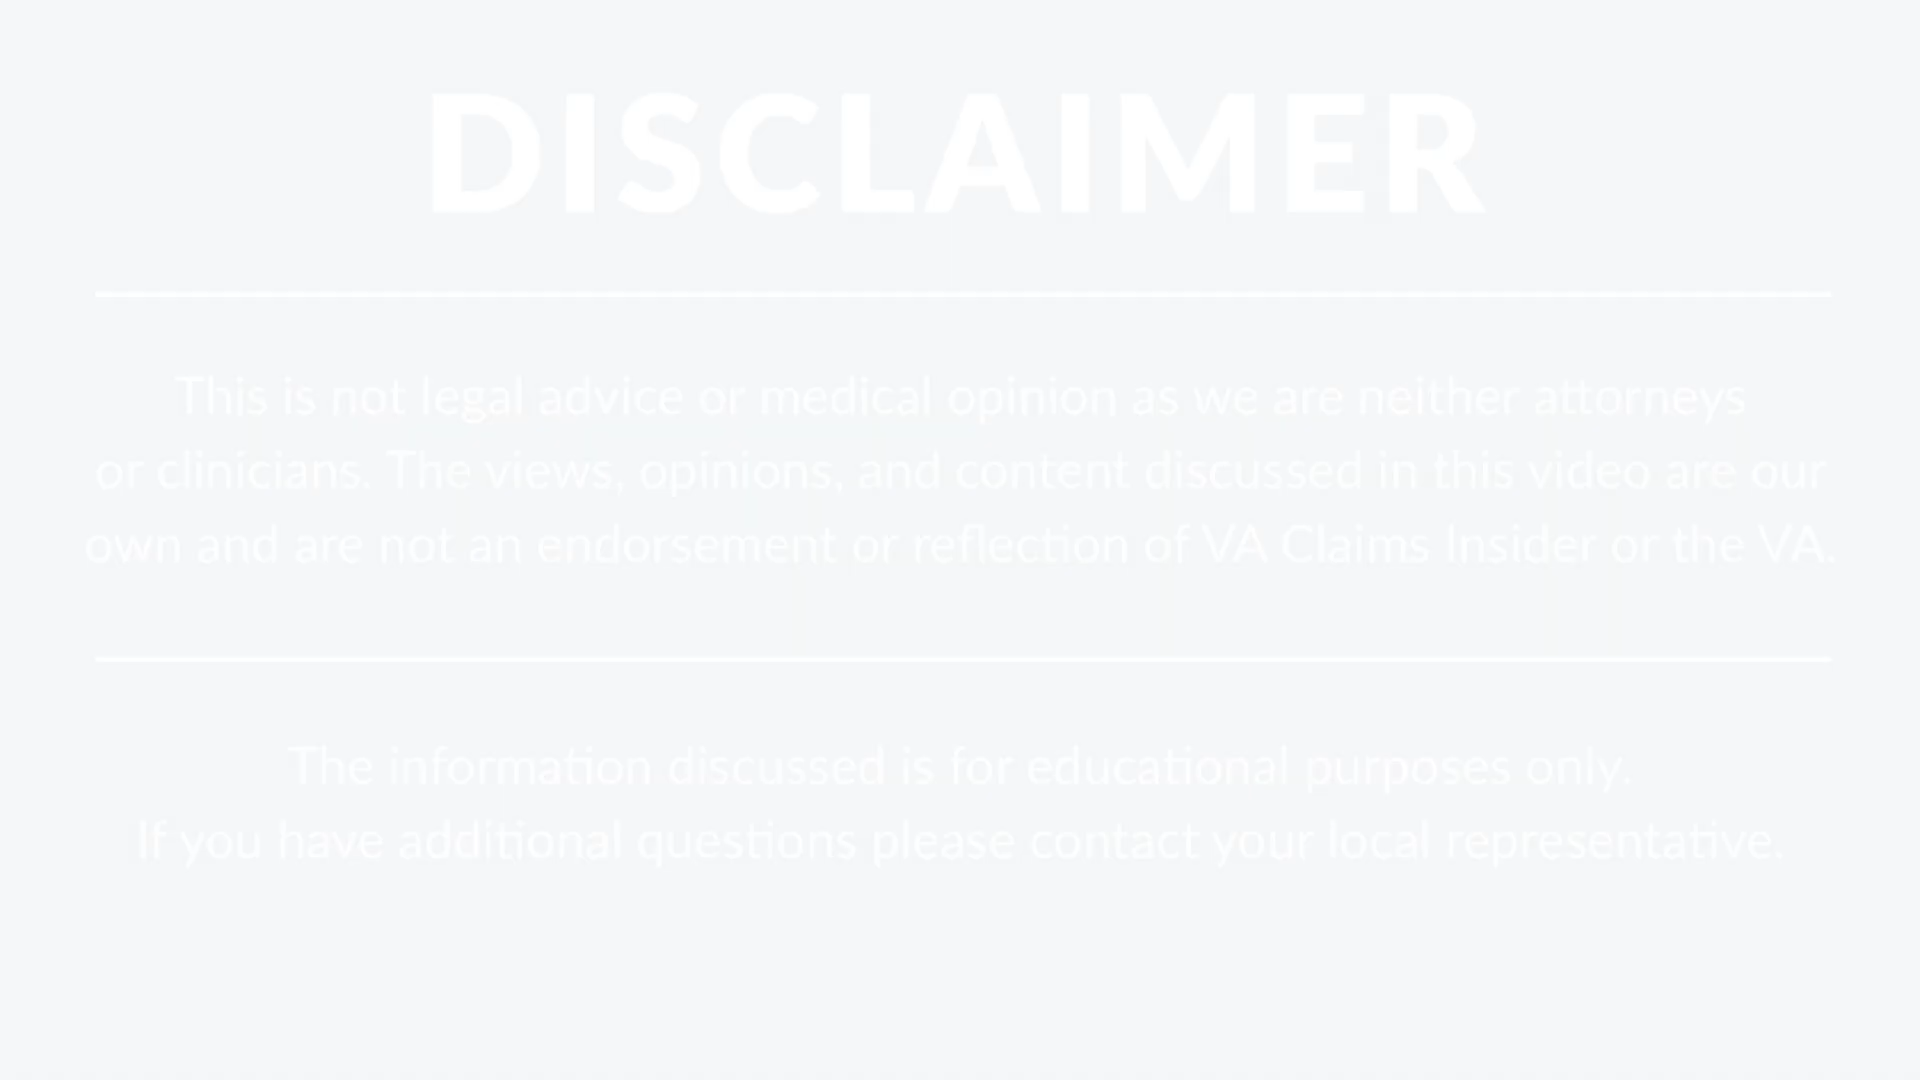 DISCLAIMER
This is not legal advice or medical opinion as we are neither attorneys
or clinicians. The views, opinions, and content discussed in this video are our
own and are not an endorsement or reflection of VA Claims Insider or the VA.
The information discussed is for educational purposes only.
If you have additional questions please contact your local representative.